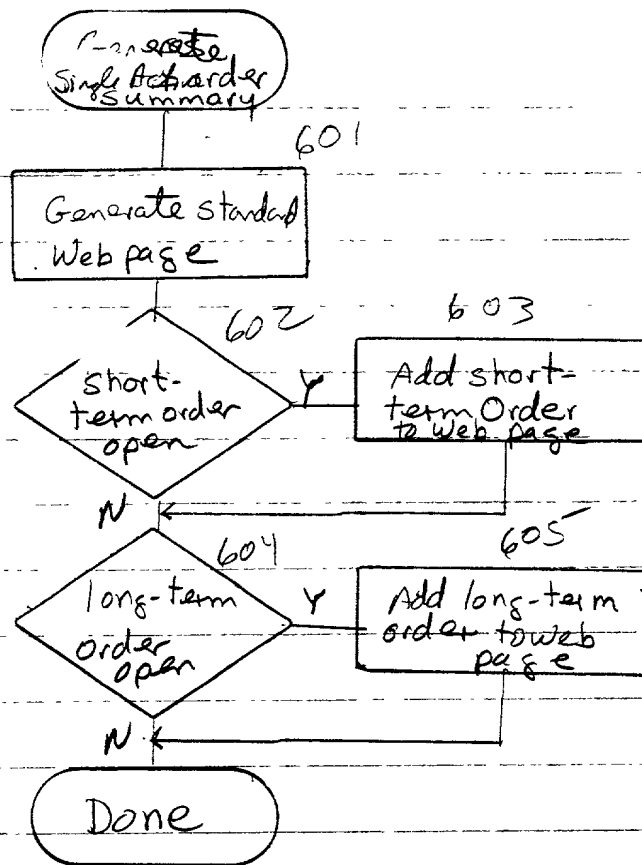 Generate
Single Action order
Summary
601
Generate standard
Web page
602
603
short-
term order
open
Y
Add short-
term Order
to Web page
N
604
605
long-term
order
open
Y
Add long-term
order to web
page
N
Done